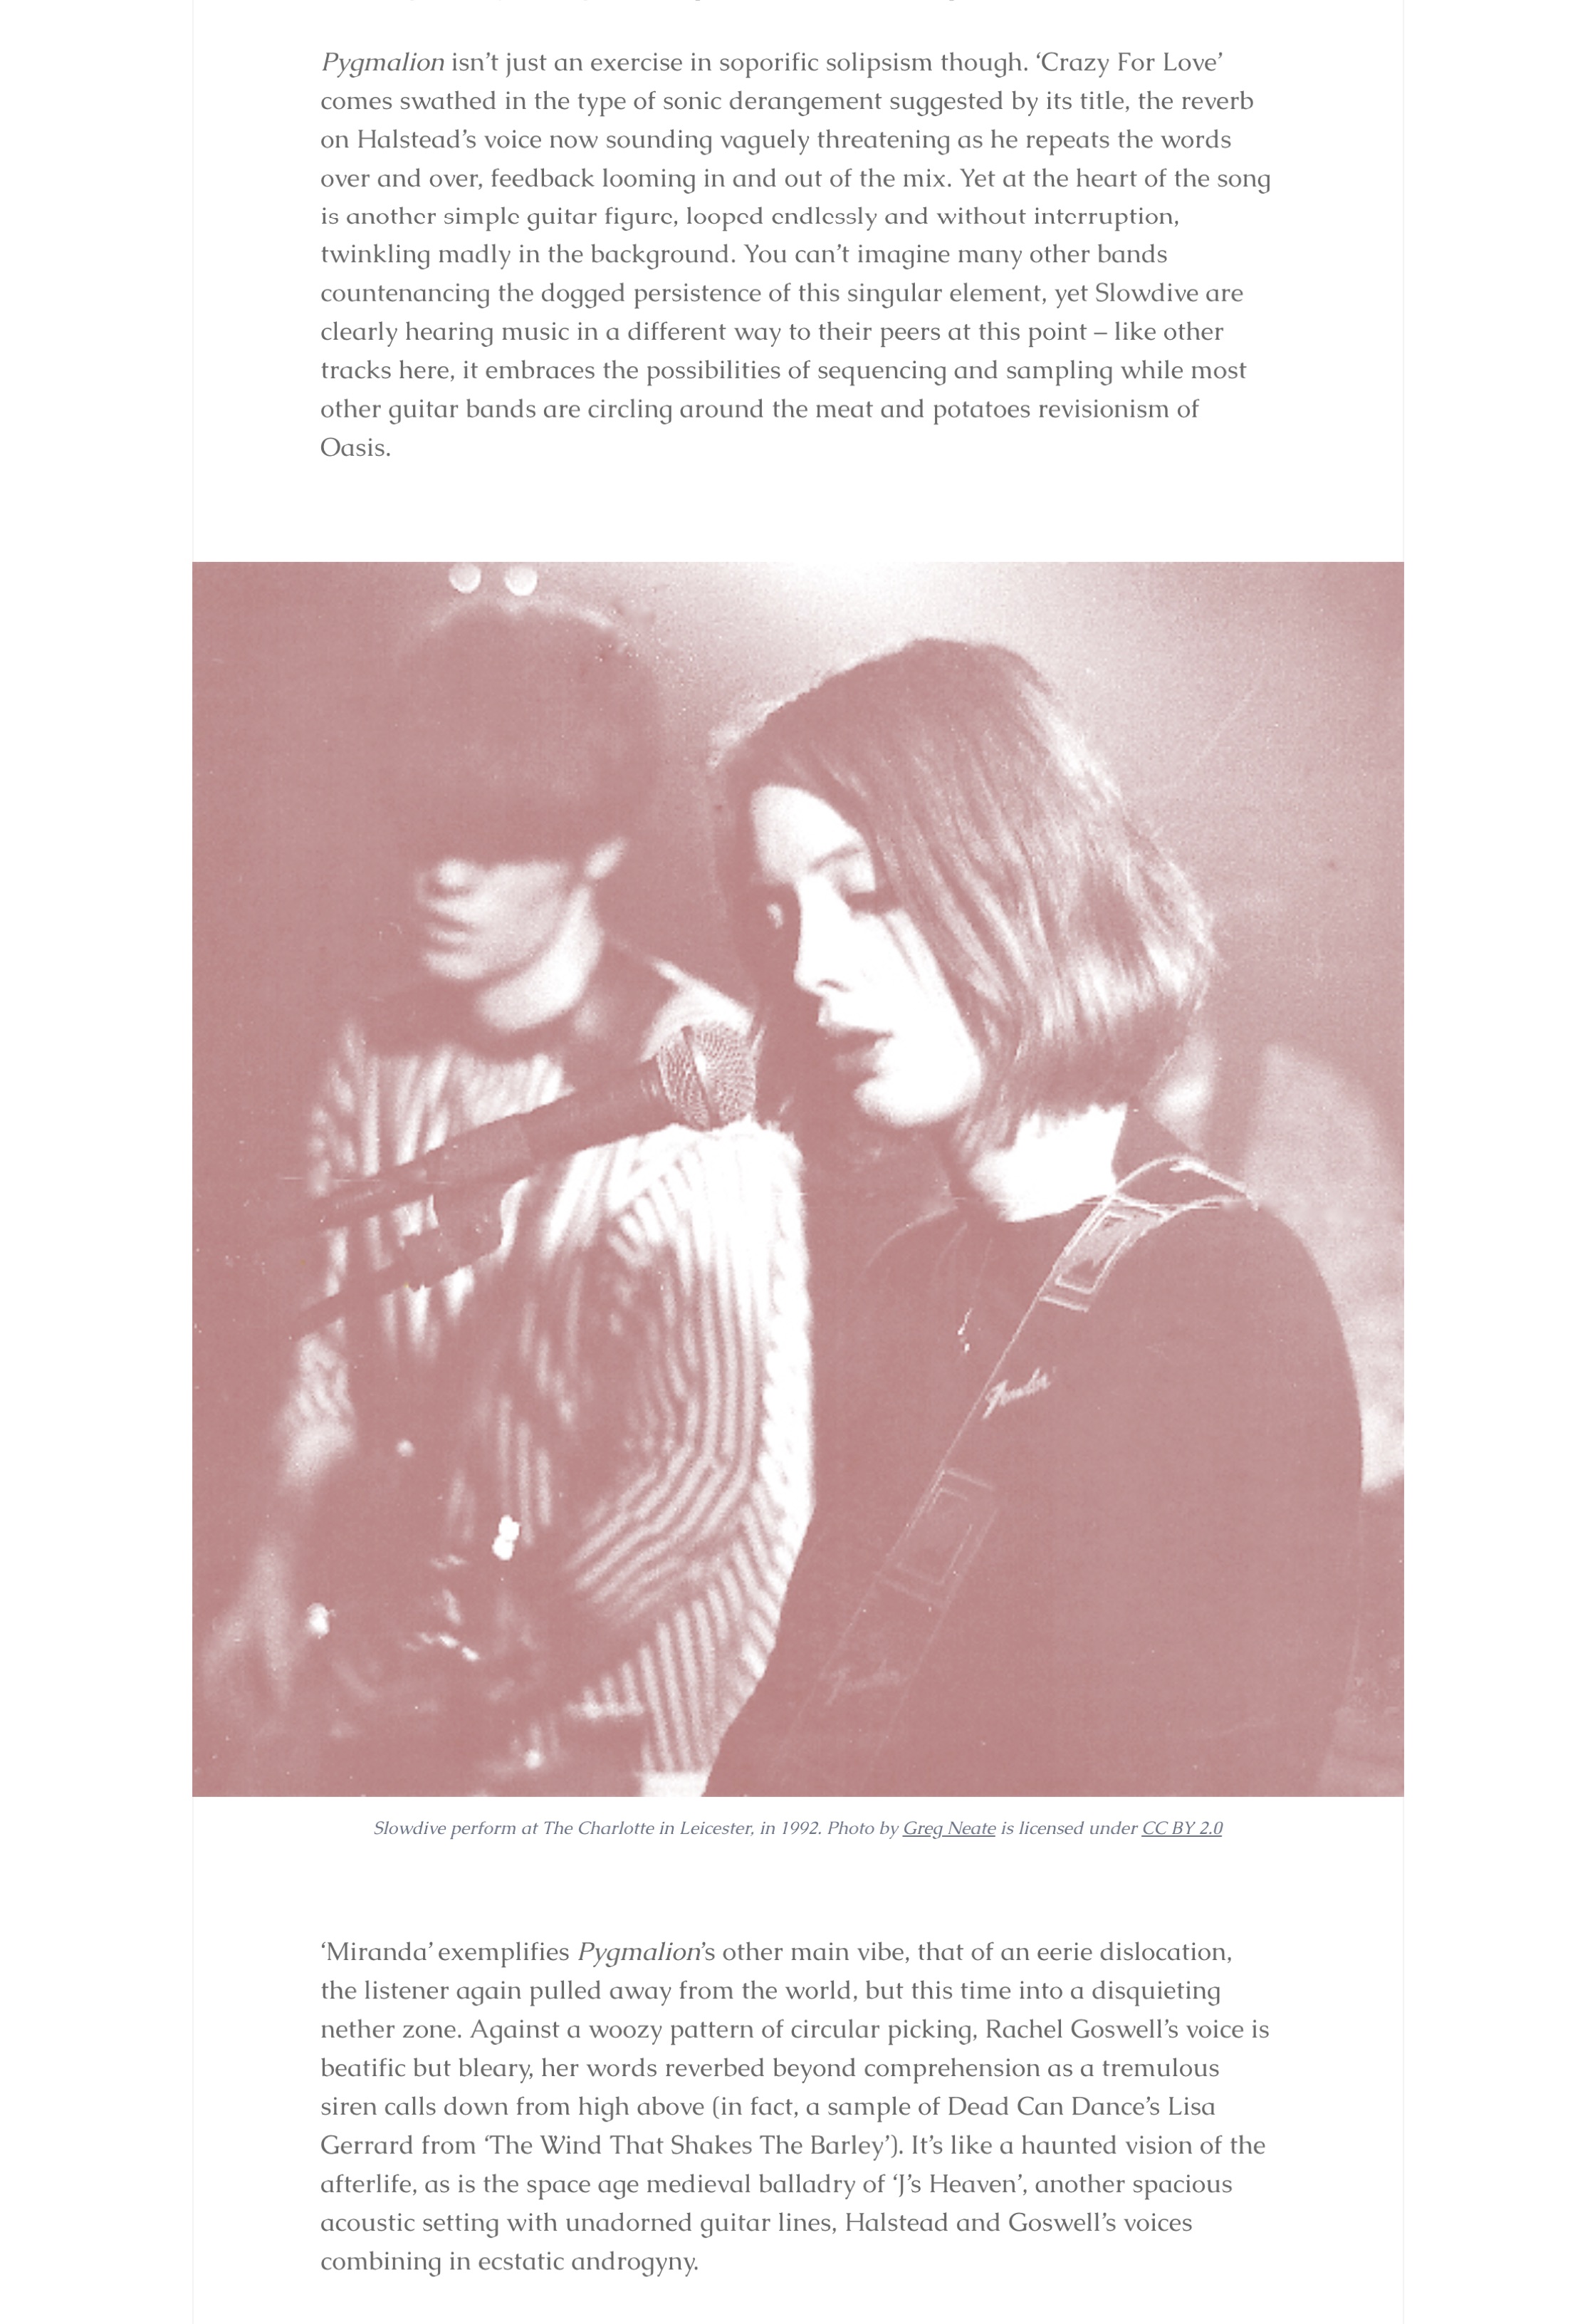 Pygmalion isn’t just an exercise in soporific solipsism though. ‘Crazy For Love’
comes swathed in the type of sonic derangement suggested by its title, the reverb
on Halstead’s voice now sounding vaguely threatening as he repeats the words
over and over, feedback looming in and out of the mix. Yet at the heart of the song
is another simple guitar figure, looped endlessly and without interruption,
twinkling madly in the background. You can’t imagine many other bands
countenancing the dogged persistence of this singular element, yet Slowdive are
clearly hearing music in a different way to their peers at this point – like other
tracks here, it embraces the possibilities of sequencing and sampling while most
other guitar bands are circling around the meat and potatoes revisionism of
Oasis.
Fender
Fender
Slowdive perform at The Charlotte in Leicester, in 1992. Photo by Greg Neate is licensed under CC BY 2.0
‘Miranda’ exemplifies Pygmalion’s other main vibe, that of an eerie dislocation,
the listener again pulled away from the world, but this time into a disquieting
nether zone. Against a woozy pattern of circular picking, Rachel Goswell’s voice is
beatific but bleary, her words reverbed beyond comprehension as a tremulous
siren calls down from high above (in fact, a sample of Dead Can Dance’s Lisa
Gerrard from ‘The Wind That Shakes The Barley’). It’s like a haunted vision of the
afterlife, as is the space age medieval balladry of ‘J’s Heaven’, another spacious
acoustic setting with unadorned guitar lines, Halstead and Goswell’s voices
combining in ecstatic androgyny.